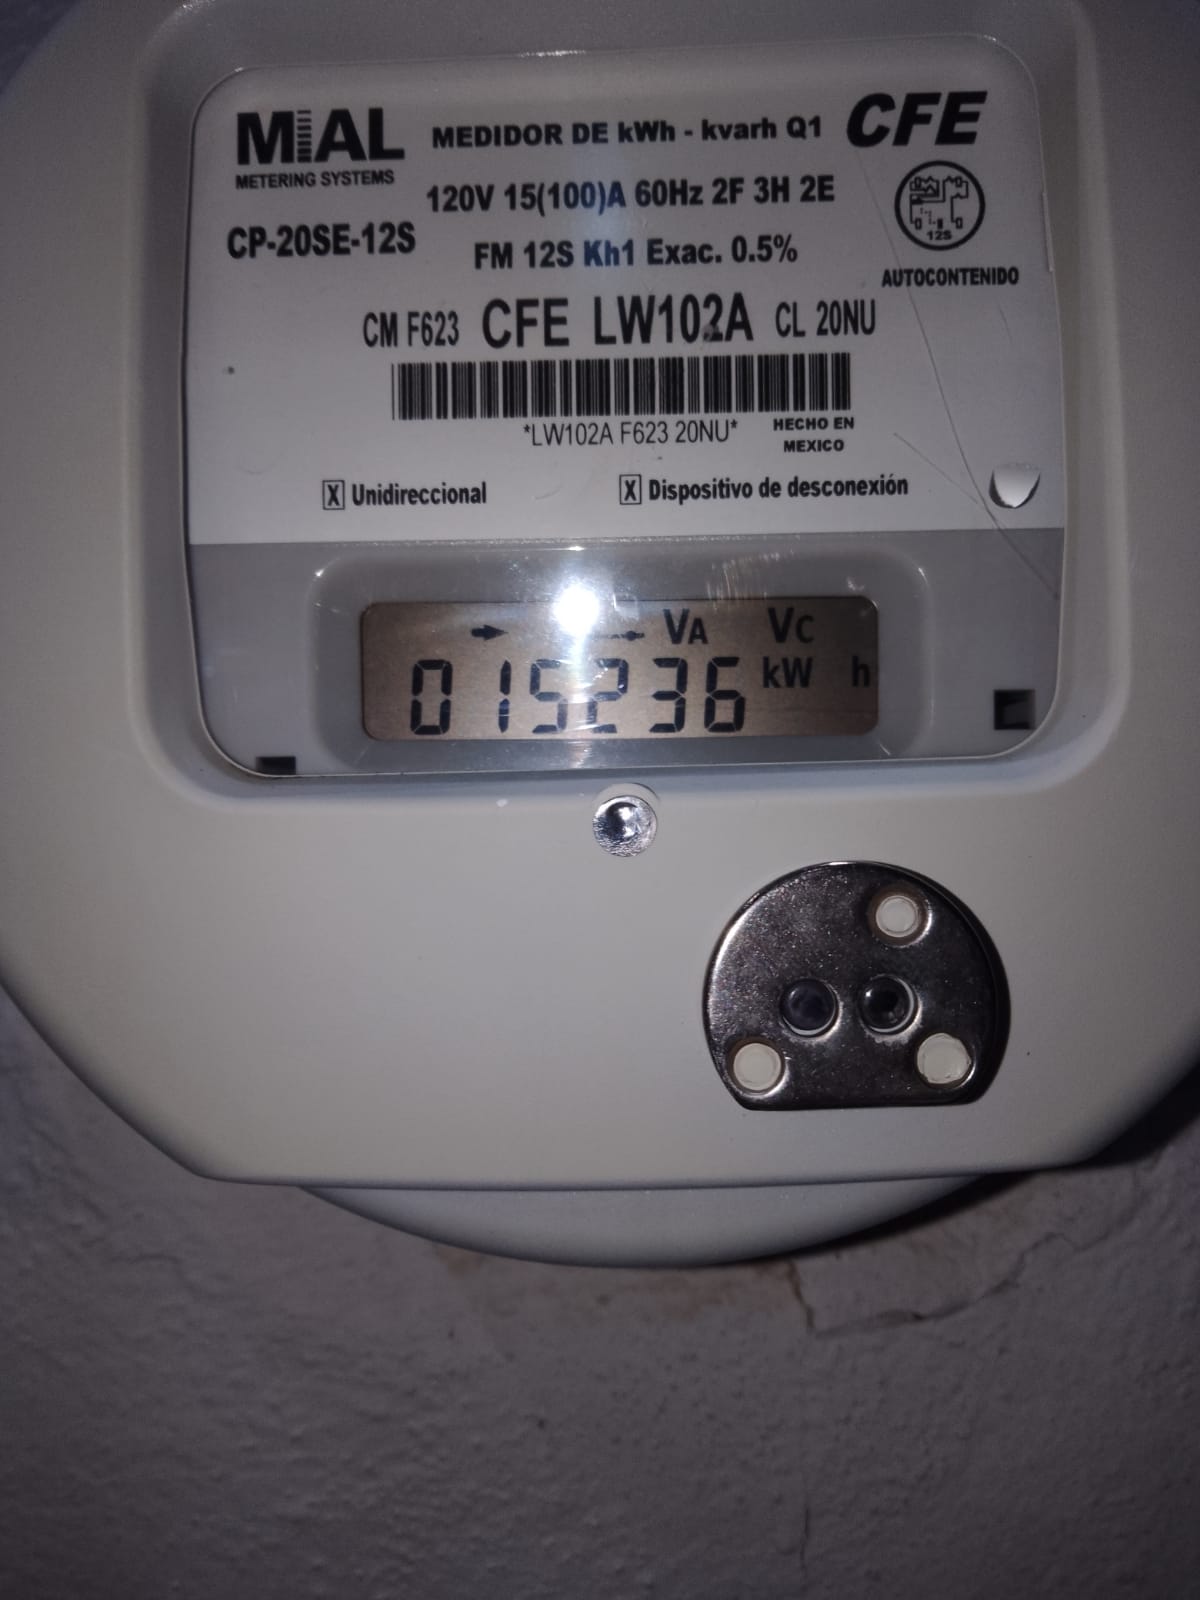 MIAL
METERING SYSTEMS
MEDIDOR DE kWh - kvarh Q1
CFE
120V 15(100)A 60Hz 2F 3H 2E
CP-20SE-12S
FM 12S Kh1 Exac. 0.5%
12S
AUTOCONTENIDO
CM F623 CFE LW102A CL 20NU
*LW102A F623 20NU*
HECHO EN
MEXICO
X Unidireccional
X Dispositivo de desconexión
VA VC
015236 kW h